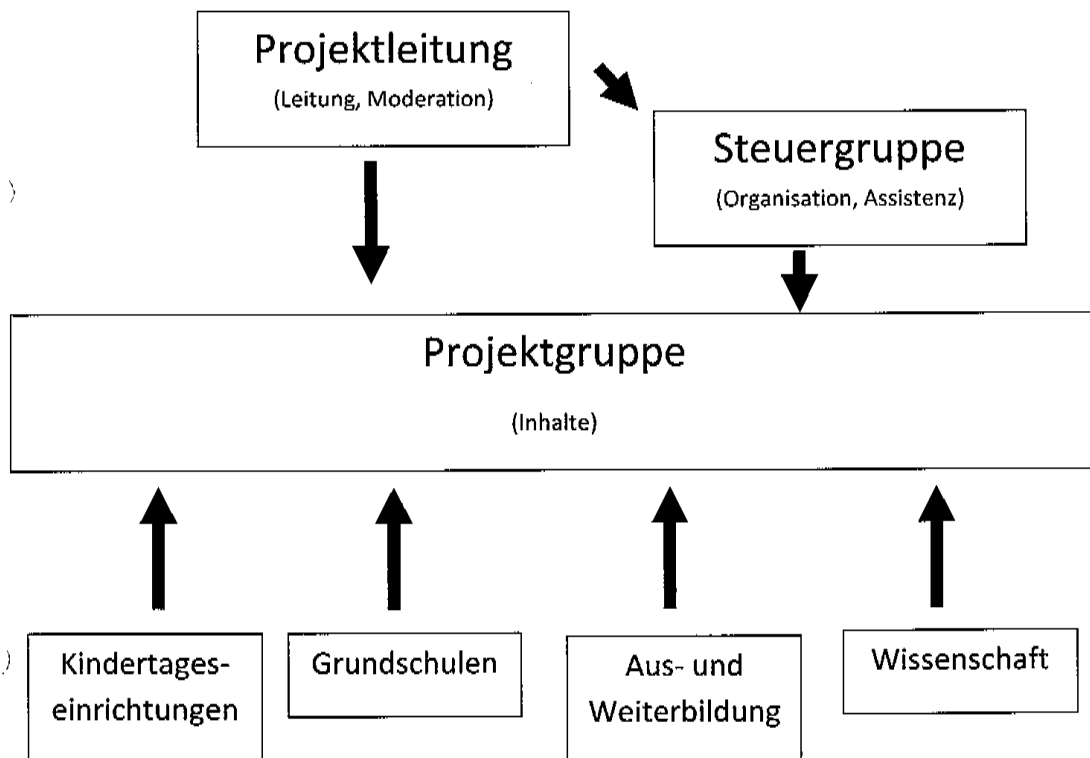 Projektleitung
(Leitung, Moderation)
Steuergruppe
(Organisation, Assistenz)
Projektgruppe
(Inhalte)
Kindertages-
einrichtungen
Grundschulen
Aus- und
Weiterbildung
Wissenschaft